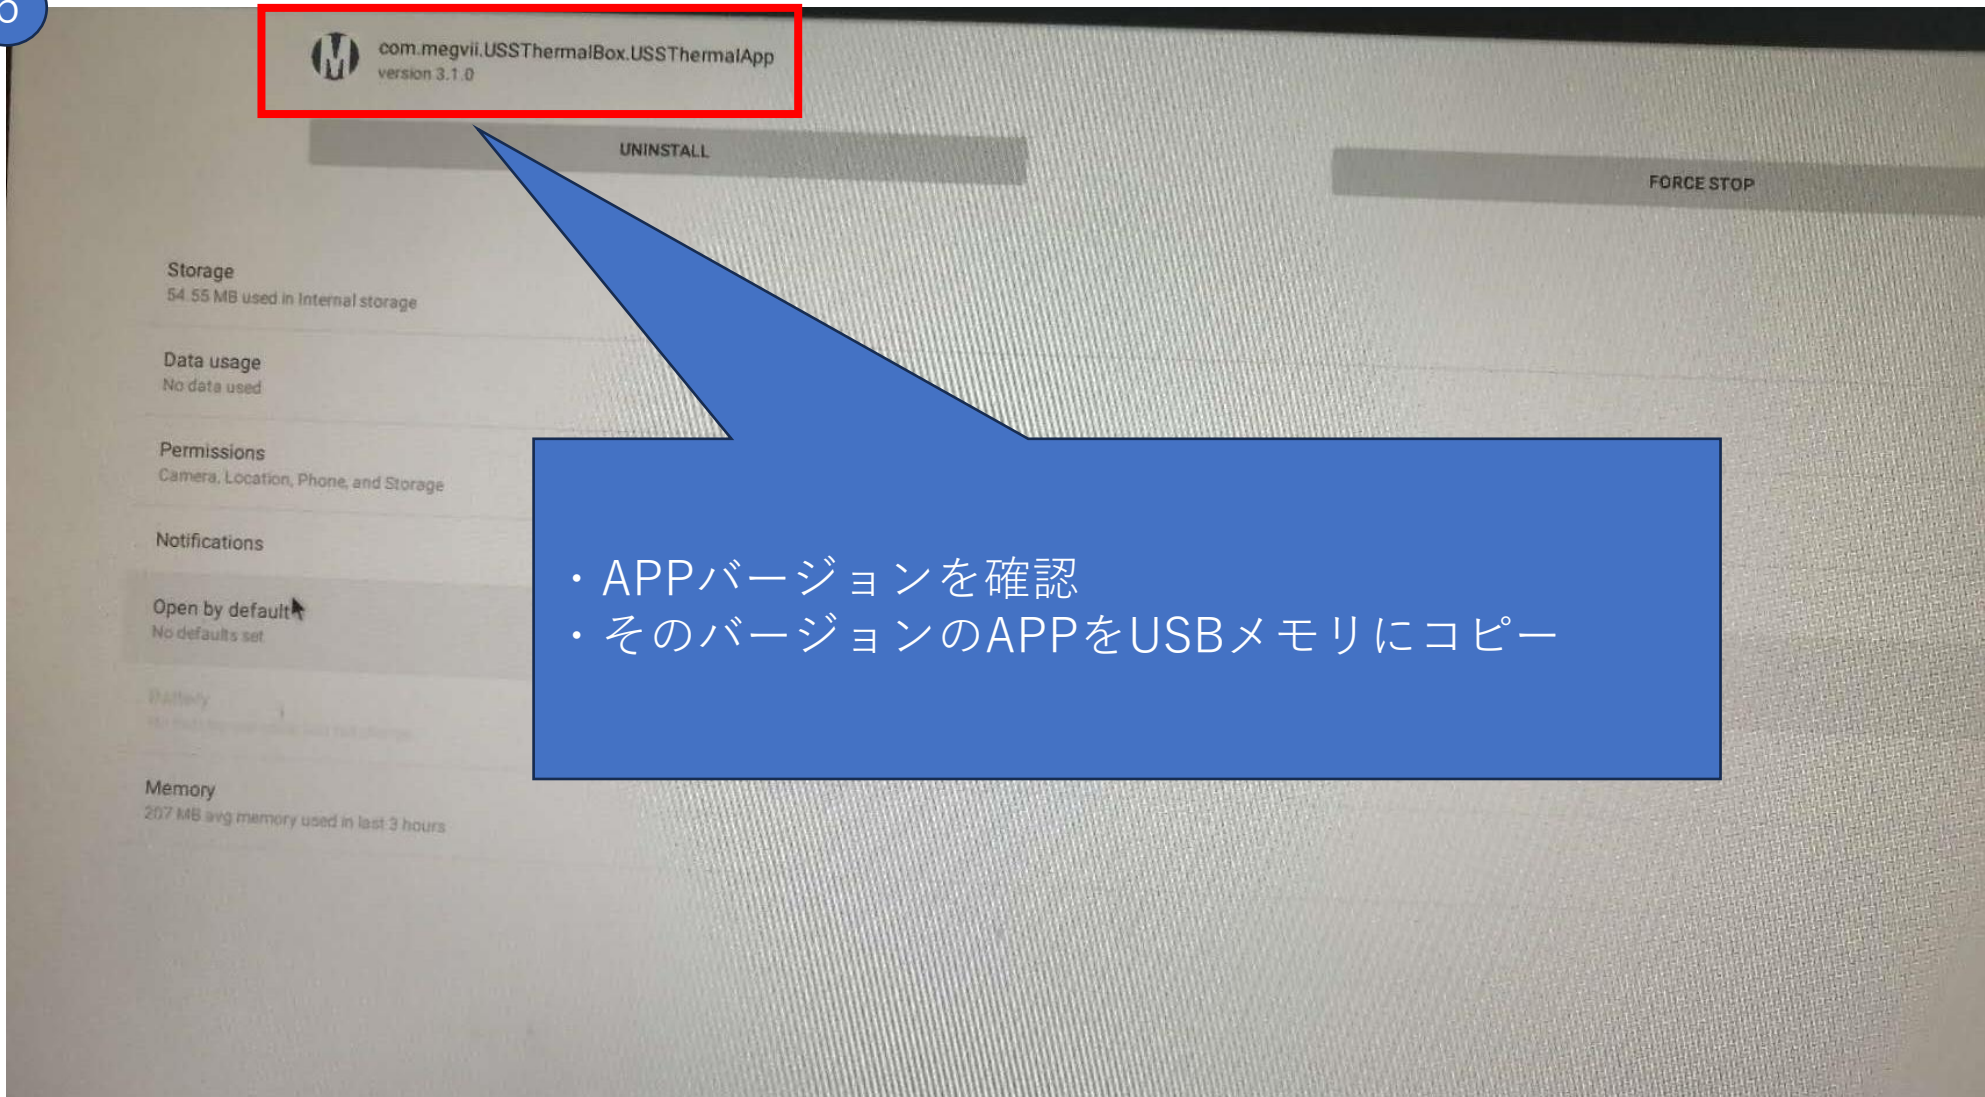 com.megvii.USSThermalBox.USSThermalApp
version 3.1.0
UNINSTALL
FORCE STOP
Storage
54.55 MB used in Internal storage
Data usage
No data used
Permissions
Camera, Location, Phone, and Storage
Notifications
・APPバージョンを確認
・そのバージョンのAPPをUSBメモリにコピー
Open by default
No defaults set
Battery
Memory
207 MB avg memory used in last 3 hours